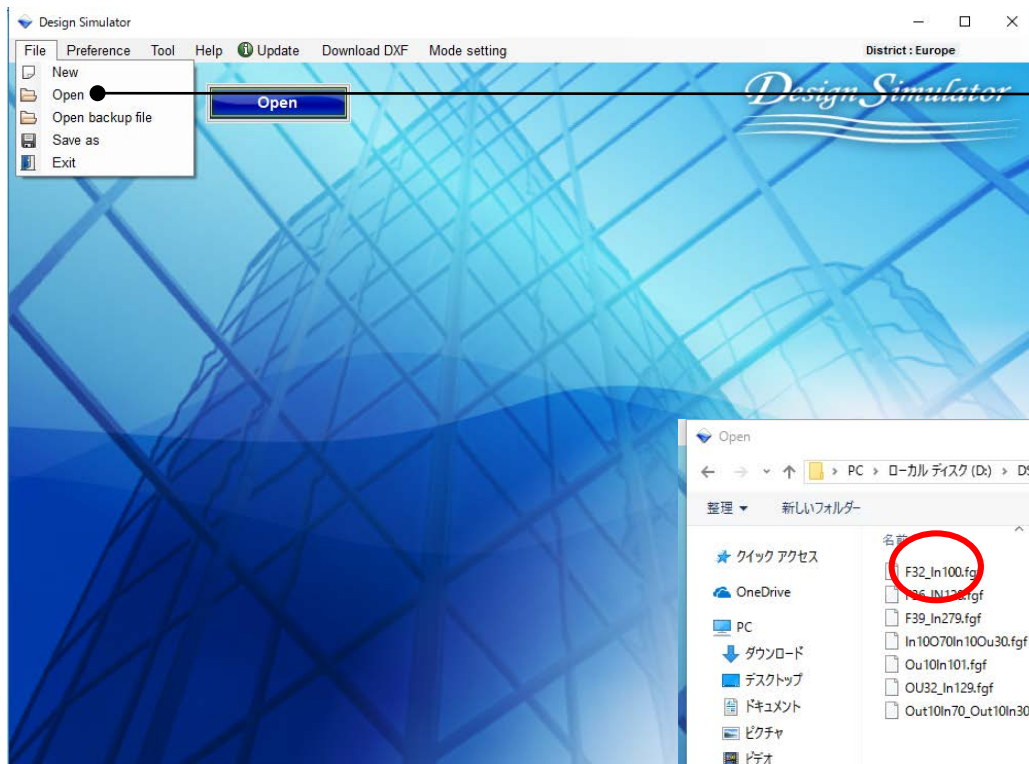 Design Simulator
File Preference Tool Help Update Download DXF Mode setting District : Europe
New
Open
Open backup file
Save as
Exit
Open
Design Simulator
Open
PC › ローカル ディスク (D:) › DS
整理 新しいフォルダー
名前
クイック アクセス
OneDrive
PC
ダウンロード
デスクトップ
ドキュメント
ピクチャ
ビデオ
F32_In100.fgf
F39_In279.fgf
In10O70In10Ou30.fgf
Ou10In101.fgf
OU32_In129.fgf
Out10In70_Out10In30